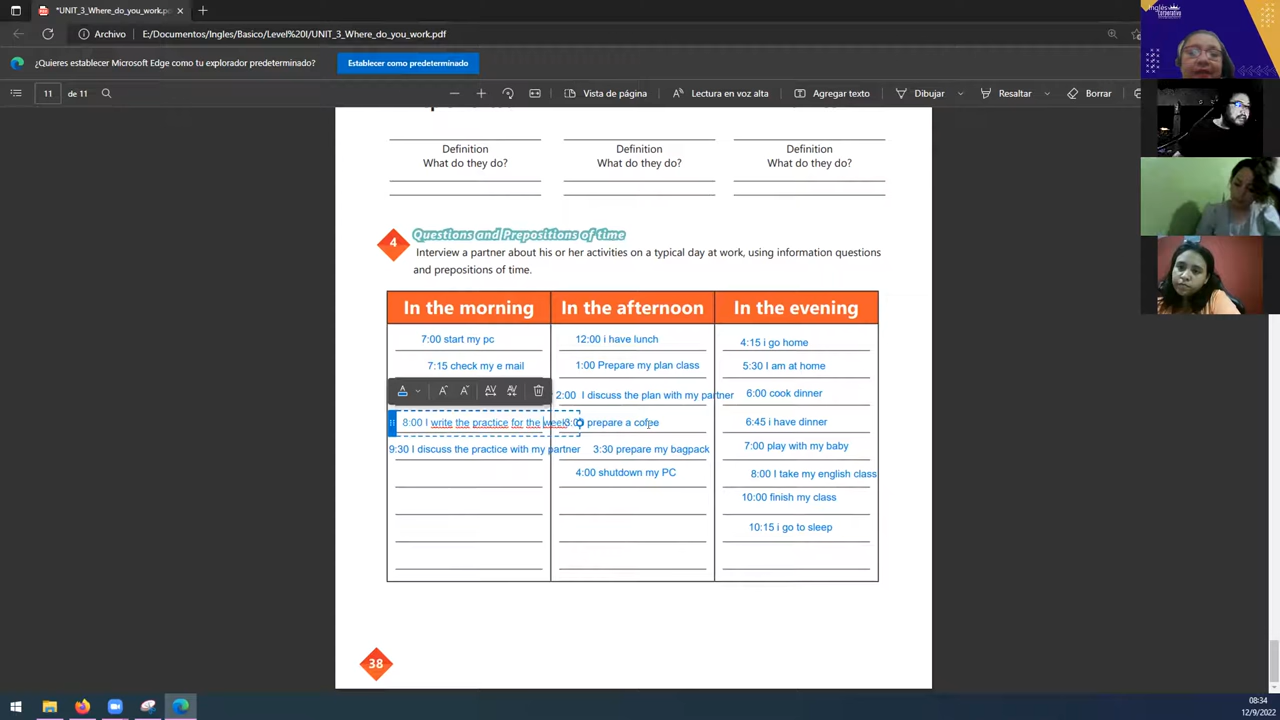 *UNIT_3_Where_do_you_work.pdf
Archivo
E:/Documentos/Ingles/Basico/Level%20I/UNIT_3_Where_do_you_work.pdf
¿Quieres establecer Microsoft Edge como tu explorador predeterminado?
Establecer como predeterminado
11 de 11
Vista de página
Lectura en voz alta
Agregar texto
Dibujar
Resaltar
Borrar
Inglés
corporativo
Definition
What do they do?
Definition
What do they do?
Definition
What do they do?
4
Questions and Prepositions of time
Interview a partner about his or her activities on a typical day at work, using information questions
and prepositions of time.
In the morning
In the afternoon
In the evening
7:00 start my pc
12:00 i have lunch
4:15 i go home
7:15 check my e mail
1:00 Prepare my plan class
5:30 I am at home
2:00 I discuss the plan with my partner
6:00 cook dinner
8:00 I write the practice for the week
prepare a cofee
6:45 i have dinner
9:30 I discuss the practice with my partner
3:30 prepare my bagpack
7:00 play with my baby
4:00 shutdown my PC
8:00 I take my english class
10:00 finish my class
10:15 i go to sleep
38
08:34
12/9/2022